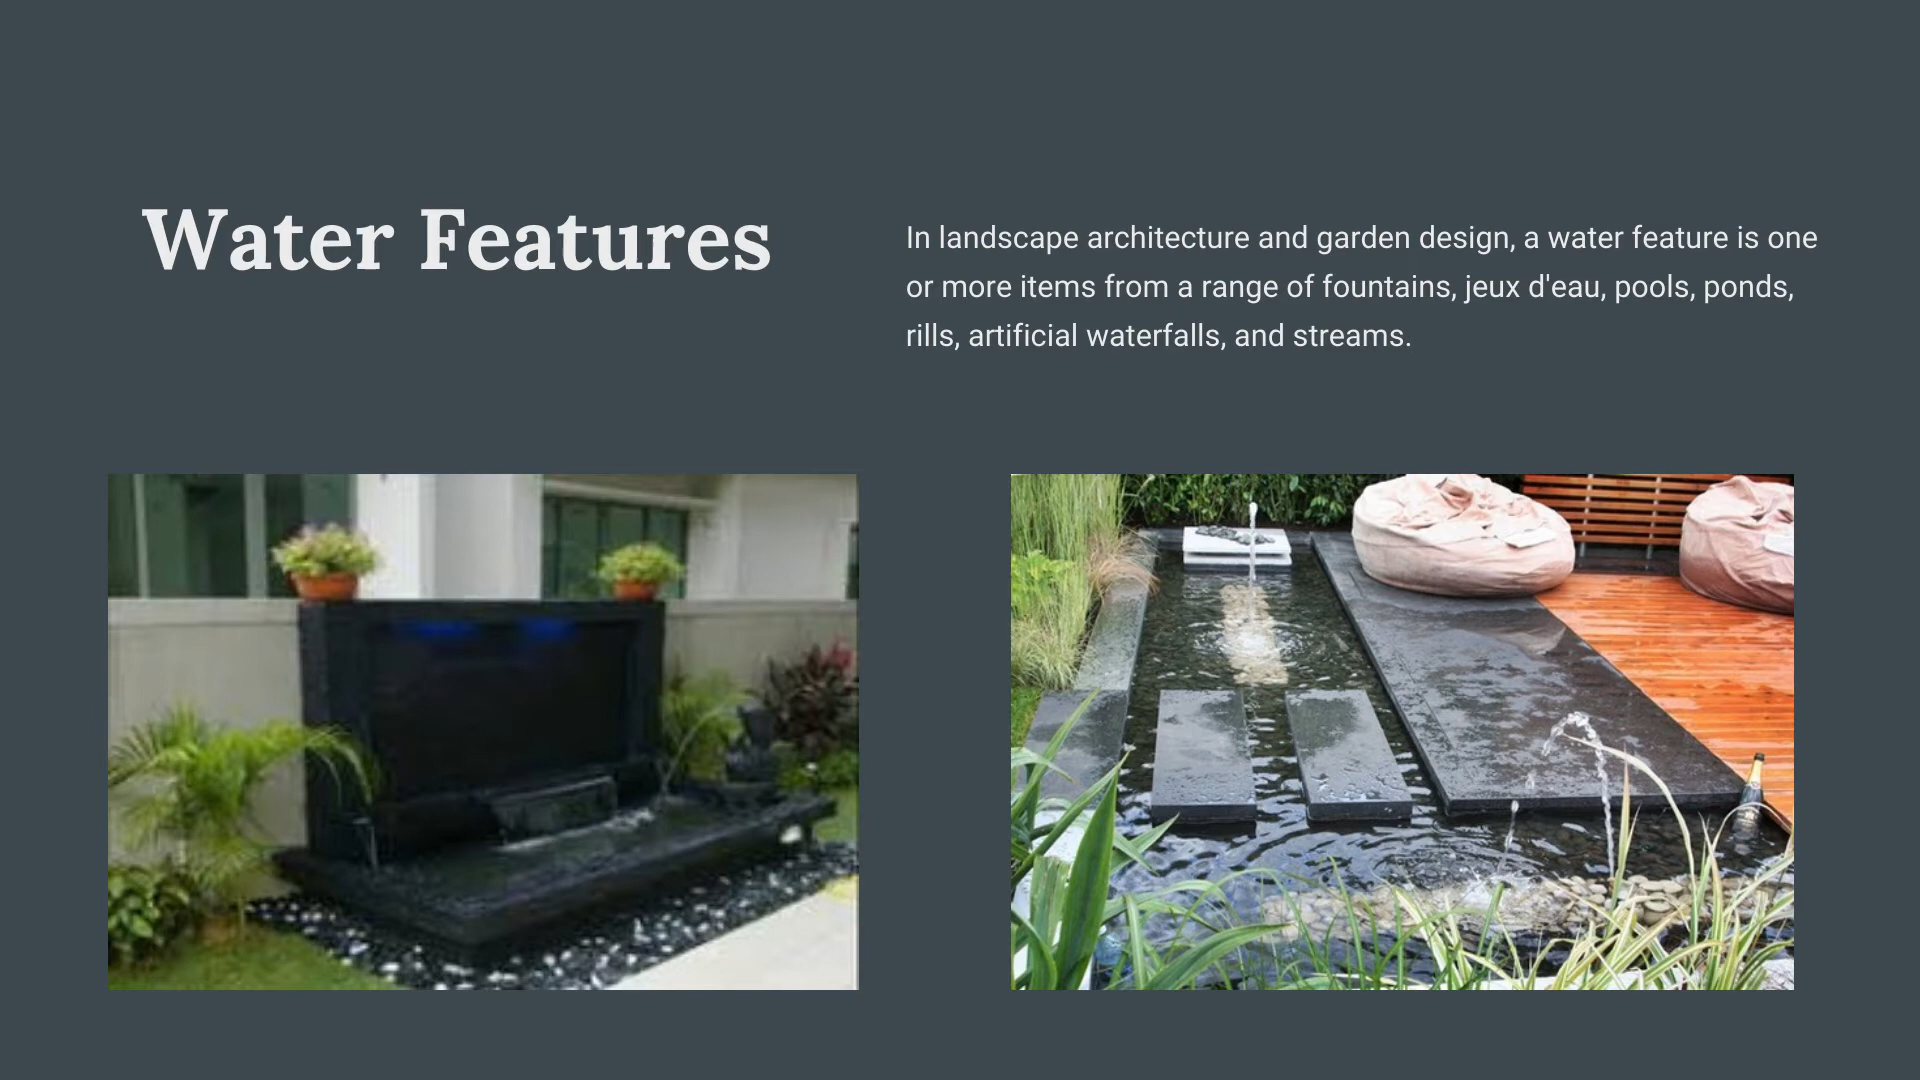 Water Features
In landscape architecture and garden design, a water feature is one
or more items from a range of fountains, jeux d'eau, pools, ponds,
rills, artificial waterfalls, and streams.